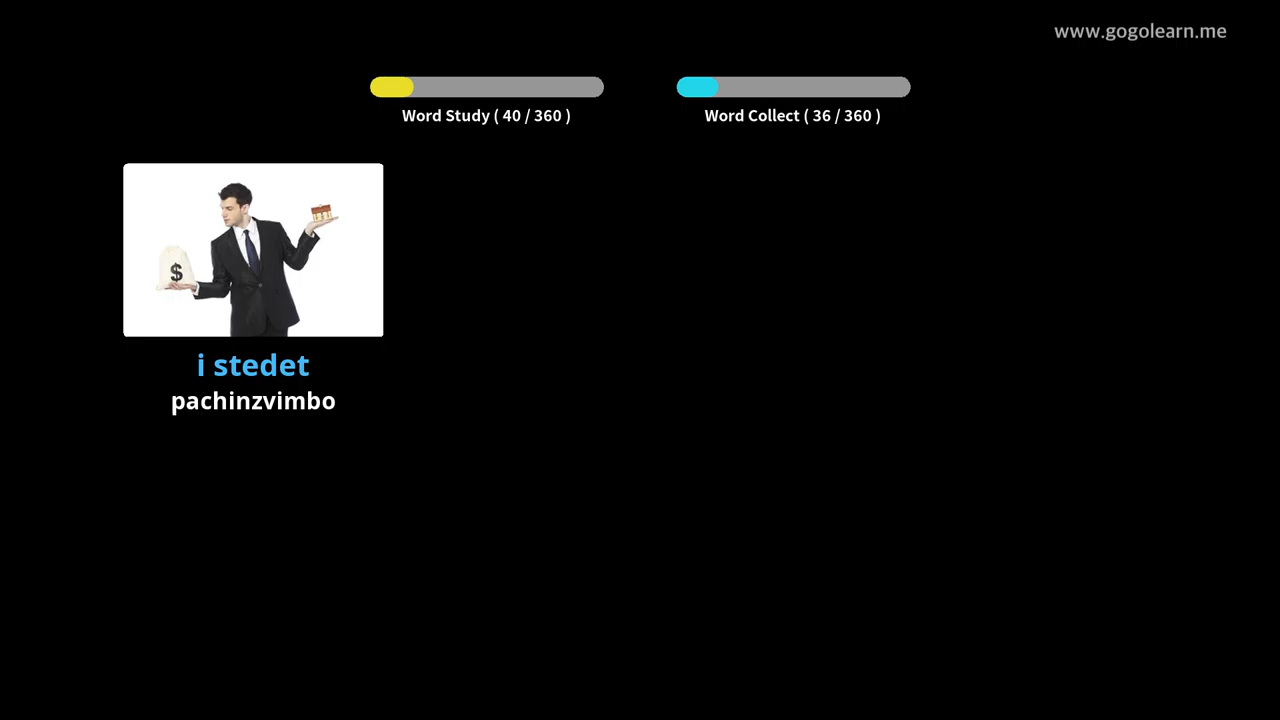 www.gogolearn.me
Word Study ( 40 / 360 )
Word Collect ( 36 / 360 )
$
i stedet
pachinzvimbo